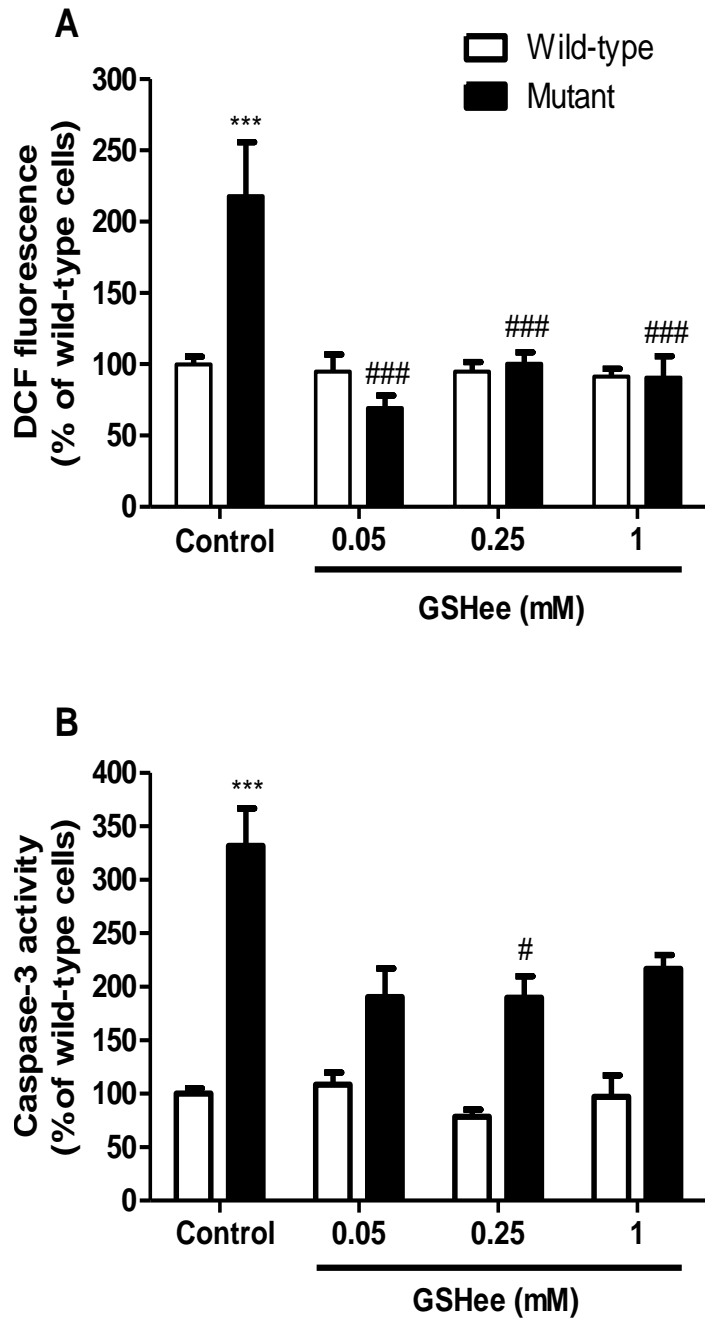 A
Wild-type
Mutant
DCF fluorescence
(% of wild-type cells)
300
250
200
150
100
50
0
***
###
###
###
Control
0.05
0.25
1
GSHee (mM)
B
Caspase-3 activity
(%of wild-type cells)
400
350
300
250
200
150
100
50
0
***
#
Control
0.05
0.25
1
GSHee (mM)